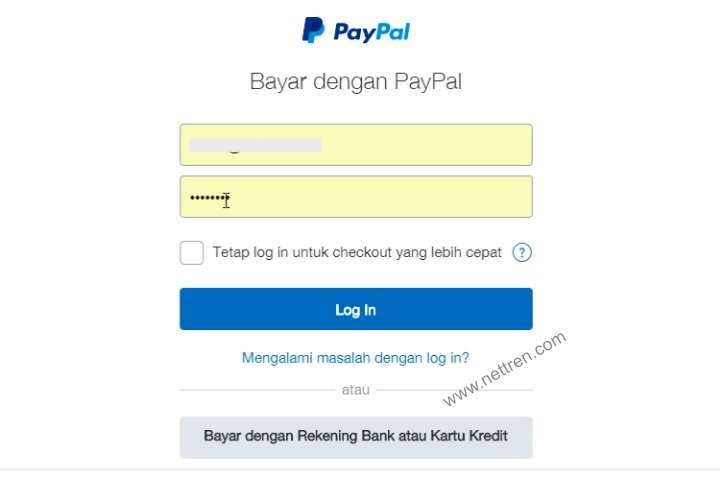 PayPal
Bayar dengan PayPal
••••••••
Tetap log in untuk checkout yang lebih cepat ?
Log In
Mengalami masalah dengan log in?
www.nettren.com
atau
Bayar dengan Rekening Bank atau Kartu Kredit